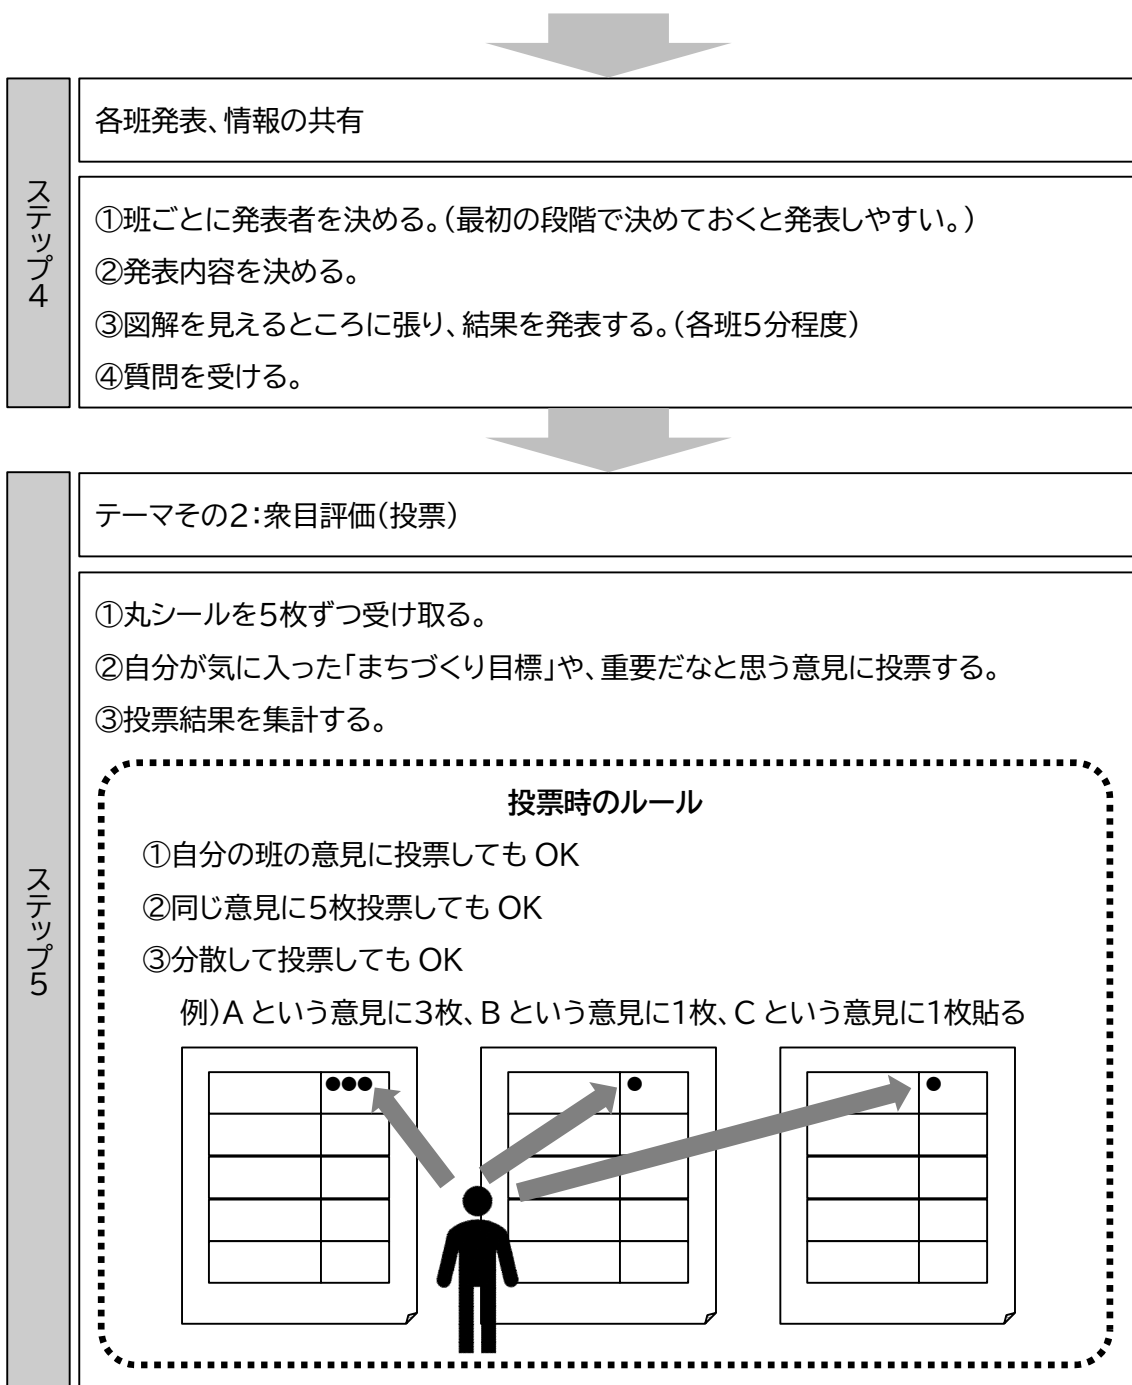 ステップ4
各班発表、情報の共有
①班ごとに発表者を決める。(最初の段階で決めておくと発表しやすい。)
②発表内容を決める。
③図解を見えるところに張り、結果を発表する。(各班5分程度)
④質問を受ける。
ステップ5
テーマその2:衆目評価(投票)
①丸シールを5枚ずつ受け取る。
②自分が気に入った「まちづくり目標」や、重要だなと思う意見に投票する。
③投票結果を集計する。
投票時のルール
①自分の班の意見に投票しても OK
②同じ意見に5枚投票しても OK
③分散して投票しても OK
例)A という意見に3枚、B という意見に1枚、C という意見に1枚貼る